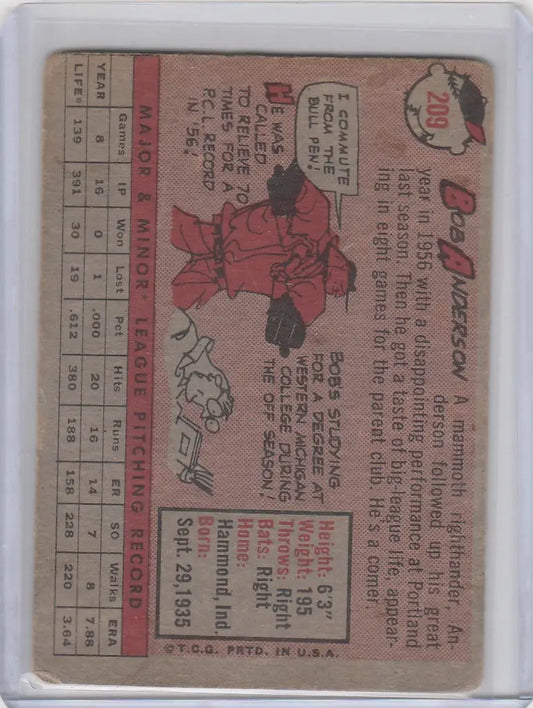 209
BOB ANDERSON A mammoth righthander, An-
derson followed up his great
year in 1956 with a disappointing performance at Portland
last season. Then he got a taste of big-league life, appear-
ing in eight games for the parent club. He's a comer.
I COMMUTE
FROM THE
BULL PEN!
HE WAS
CALLED
TO RELIEVE 70
TIMES FOR A
P.C.L RECORD
IN '56!
BOB'S STUDYING
FOR A DEGREE AT
WESTERN MICHIGAN
COLLEGE DURING
THE OFF SEASON!
Height: 6'3"
Weight: 195
Throws: Right
Bats: Right
Home:
Hammond, Ind.
Born:
Sept. 29, 1935
© T.C.G. PRTD. IN U.S.A.
MAJOR & MINOR* LEAGUE PITCHING RECORD
Games IP Won Lost Pct Hits Runs ER SO Walks ERA
YEAR 8 16 0 1 .000 20 16 14 7 8 7.88
LIFE* 139 391 30 19 .612 380 188 158 228 220 3.64